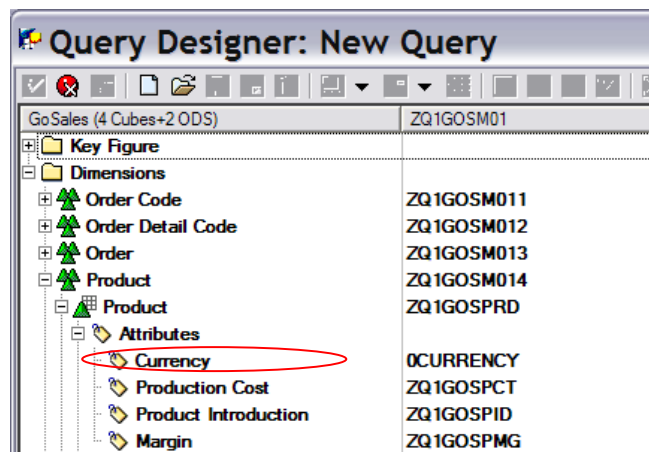 Query Designer: New Query
GoSales (4 Cubes+2 ODS) ZQ1GOSM01
Key Figure
Dimensions
Order Code ZQ1GOSM011
Order Detail Code ZQ1GOSM012
Order ZQ1GOSM013
Product ZQ1GOSM014
Product ZQ1GOSPRD
Attributes
Currency 0CURRENCY
Production Cost ZQ1GOSPCT
Product Introduction ZQ1GOSPID
Margin ZQ1GOSPMG